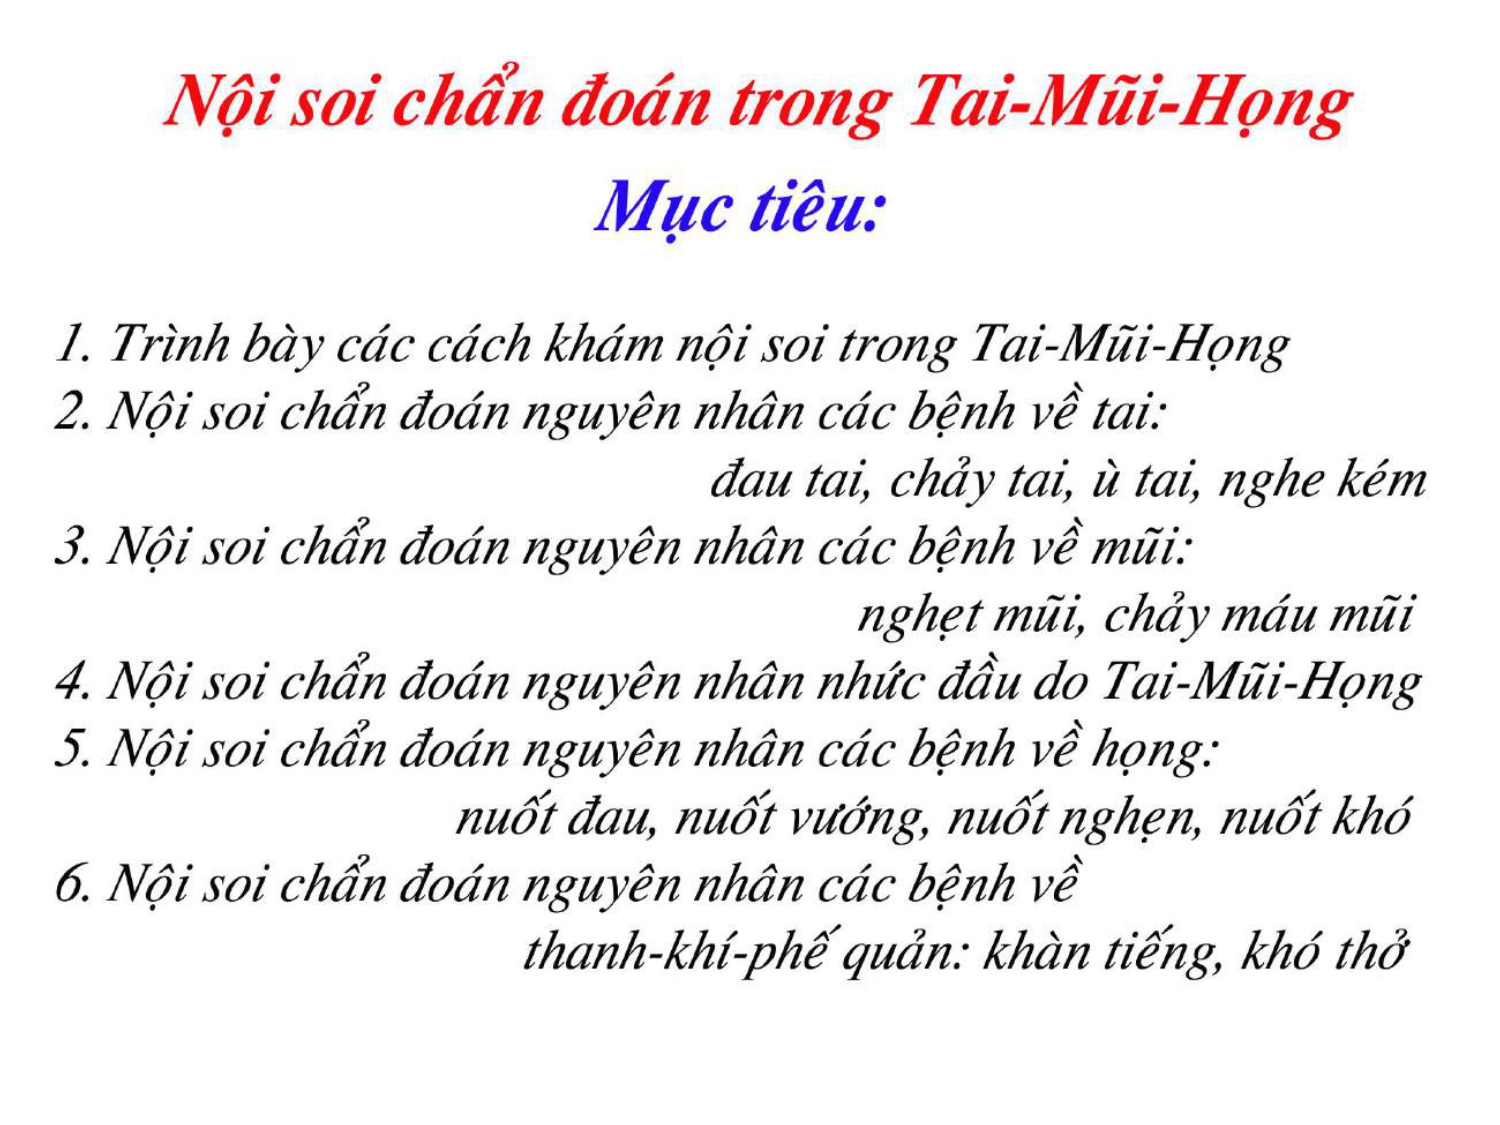 Nội soi chẩn đoán trong Tai-Mũi-Họng
Mục tiêu:
1. Trình bày các cách khám nội soi trong Tai-Mũi-Họng
2. Nội soi chẩn đoán nguyên nhân các bệnh về tai:
đau tai, chảy tai, ù tai, nghe kém
3. Nội soi chẩn đoán nguyên nhân các bệnh về mũi:
nghẹt mũi, chảy máu mũi
4. Nội soi chẩn đoán nguyên nhân nhức đầu do Tai-Mũi-Họng
5. Nội soi chẩn đoán nguyên nhân các bệnh về họng:
nuốt đau, nuốt vướng, nuốt nghẹn, nuốt khó
6. Nội soi chẩn đoán nguyên nhân các bệnh về
thanh-khí-phế quản: khàn tiếng, khó thở